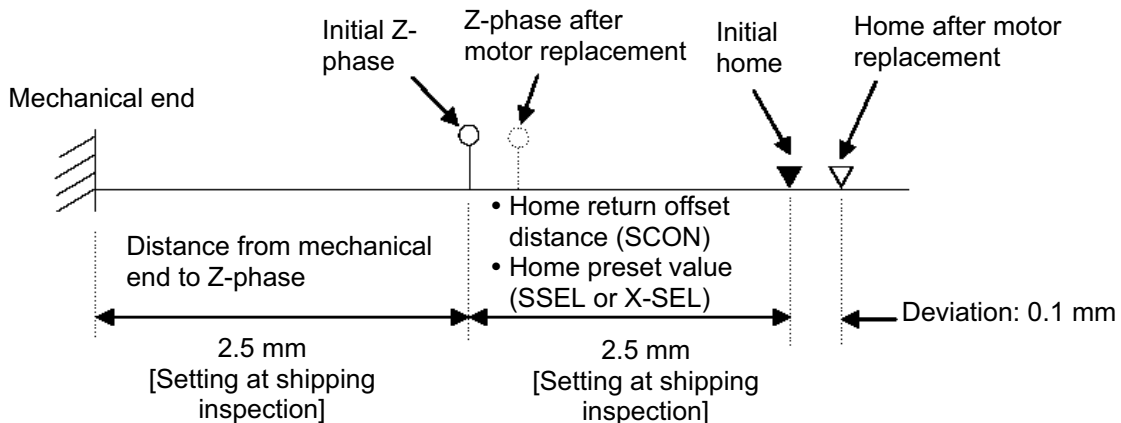 Initial Z-
phase
Z-phase after
motor replacement
Initial
home
Home after motor
replacement
Mechanical end
Distance from mechanical
end to Z-phase
• Home return offset
distance (SCON)
• Home preset value
(SSEL or X-SEL)
Deviation: 0.1 mm
2.5 mm
[Setting at shipping
inspection]
2.5 mm
[Setting at shipping
inspection]